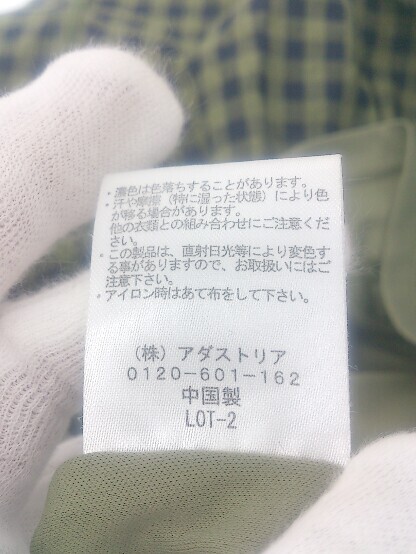 ・濃色は色落ちすることがあります。
・汗や摩擦（特に湿った状態）により色
が移る場合があります。
他の衣類との組み合わせにご注意くだ
さい。
・この製品は、直射日光等により変色す
る事がありますので、お取扱いにはご
注意下さい。
・アイロン時はあて布をして下さい。
（株）アダストリア
0120-601-162
中国製
LOT-2